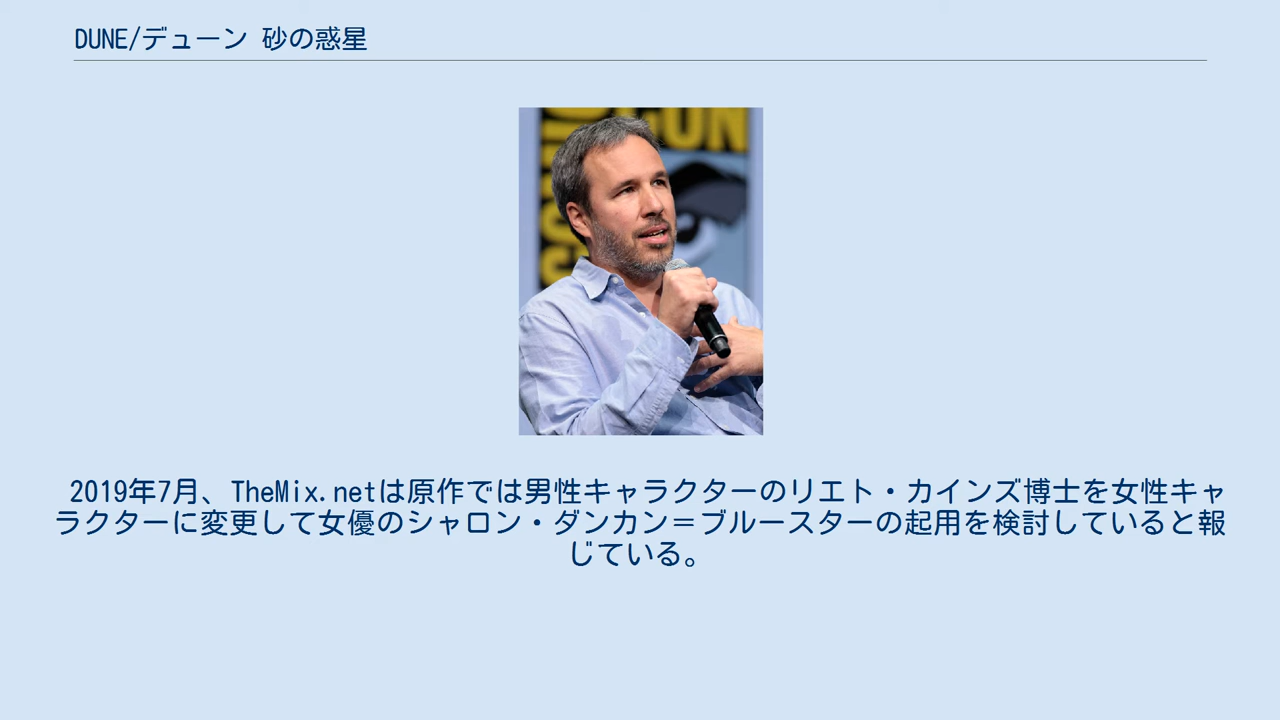 DUNE/デューン 砂の惑星
CON
2019年7月、TheMix.netは原作では男性キャラクターのリエト・カインズ博士を女性キャ
ラクターに変更して女優のシャロン・ダンカン＝ブルースターの起用を検討していると報
じている。